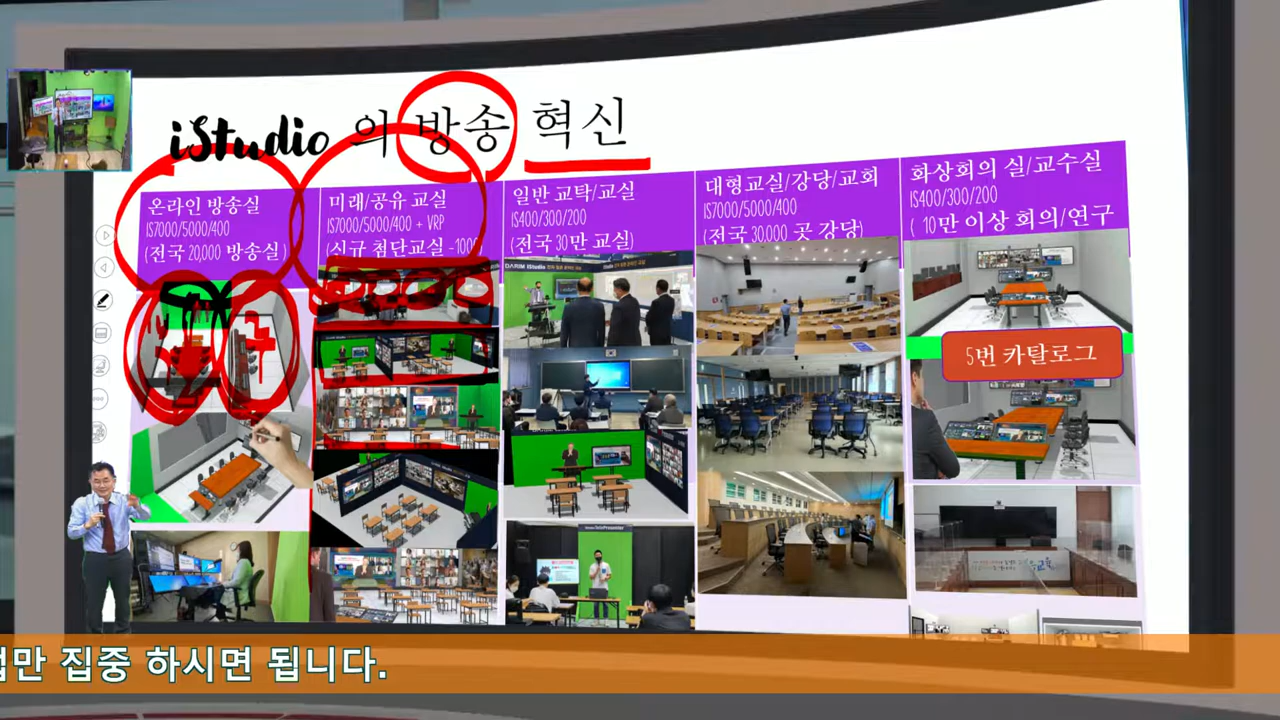 iStudio 의 방송 혁신
온라인 방송실
IS7000/5000/400
(전국 20,000 방송실)
미래/공유 교실
IS7000/5000/400 + VRP
(신규 첨단교실 -1000
일반 교탁/교실
IS400/300/200
(전국 30만 교실)
대형교실/강당/교회
IS7000/5000/400
(전국 30,000 곳 강당)
화상회의 실/교수실
IS400/300/200
( 10만 이상 회의/연구
DARIM iStudio
5번 카탈로그
집중 하시면 됩니다.